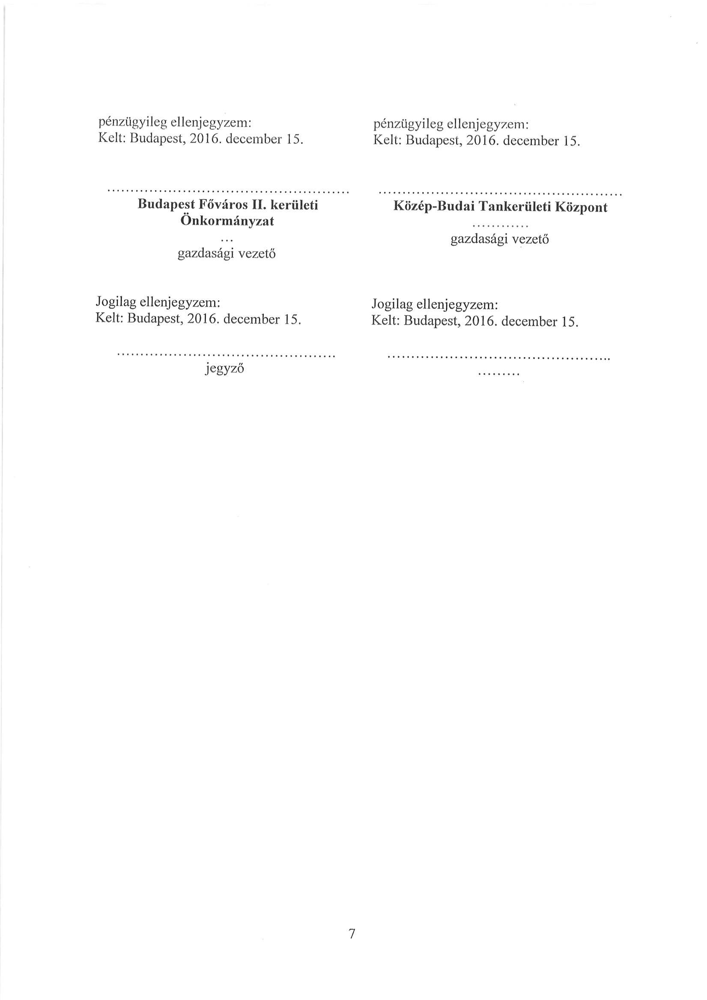 pénzügyileg ellenjegyzem:
Kelt: Budapest, 2016. december 15.
..................................................
Budapest Főváros II. kerületi
Önkormányzat
...
gazdasági vezető
pénzügyileg ellenjegyzem:
Kelt: Budapest, 2016. december 15.
..................................................
Közép-Budai Tankerületi Központ
............
gazdasági vezető
Jogilag ellenjegyzem:
Kelt: Budapest, 2016. december 15.
.............................................
jegyző
Jogilag ellenjegyzem:
Kelt: Budapest, 2016. december 15.
..............................................
.........
7